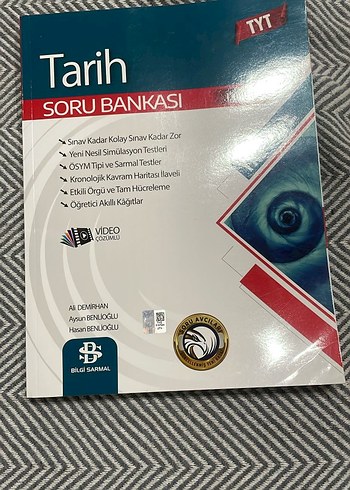 TYT
Tarih
SORU BANKASI
Sınav Kadar Kolay Sınav Kadar Zor
Yeni Nesil Simülasyon Testleri
ÖSYM Tipi ve Sarmal Testler
Kronolojik Kavram Haritası İlaveli
Etkili Örgü ve Tam Hücreleme
Öğretici Akıllı Kâğıtlar
VİDEO
ÇÖZÜMLÜ
Ali DEMİRHAN
Aysun BENLİOĞLU
Hasan BENLİOĞLU
SORU AVCILARI
BİLGİ SARMAL